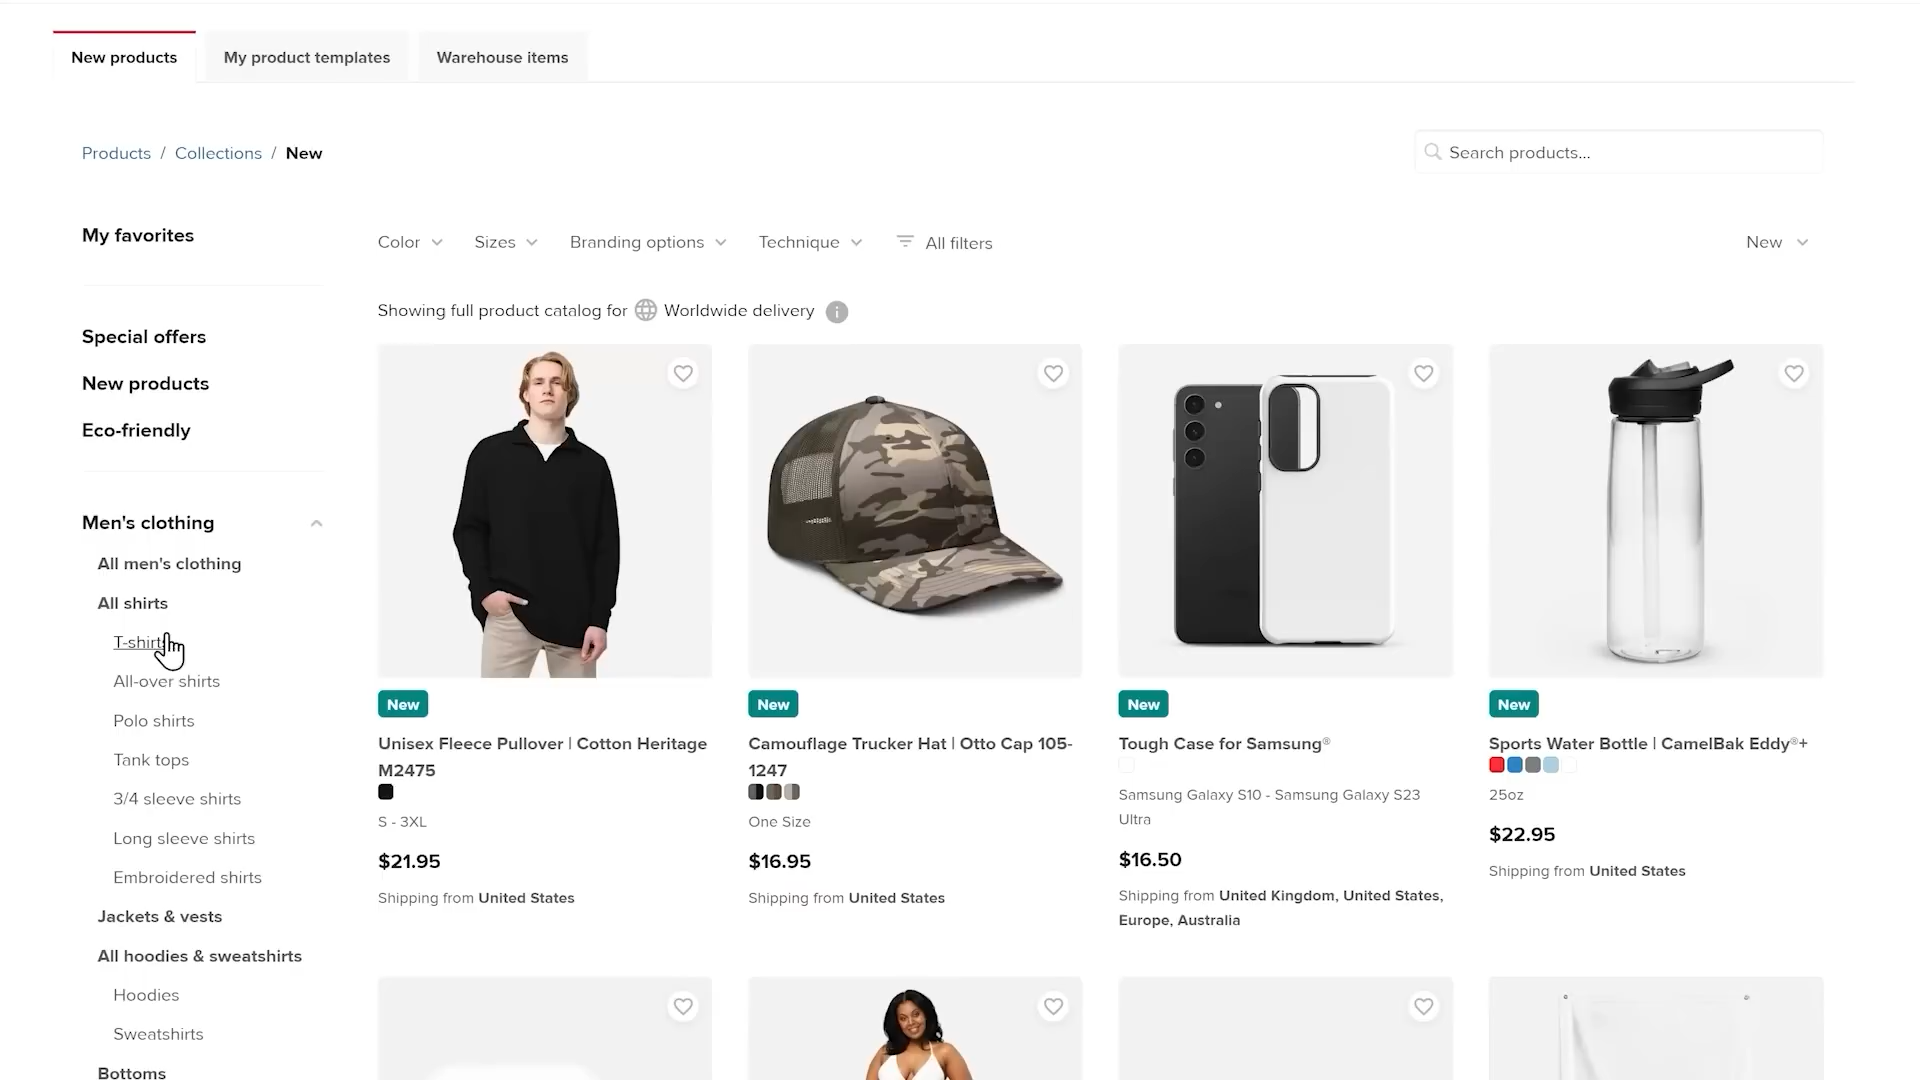 New products
My product templates
Warehouse items
Products / Collections / New
Search products...
My favorites
Color
Sizes
Branding options
Technique
All filters
New
Showing full product catalog for Worldwide delivery i
Special offers
New products
Eco-friendly
Men's clothing
All men's clothing
All shirts
T-shirts
All-over shirts
Polo shirts
Tank tops
3/4 sleeve shirts
Long sleeve shirts
Embroidered shirts
Jackets & vests
All hoodies & sweatshirts
Hoodies
Sweatshirts
Bottoms
New
Unisex Fleece Pullover | Cotton Heritage
M2475
S - 3XL
$21.95
Shipping from United States
New
Camouflage Trucker Hat | Otto Cap 105-
1247
One Size
$16.95
Shipping from United States
New
Tough Case for Samsung®
Samsung Galaxy S10 - Samsung Galaxy S23
Ultra
$16.50
Shipping from United Kingdom, United States,
Europe, Australia
New
Sports Water Bottle | CamelBak Eddy®+
25oz
$22.95
Shipping from United States